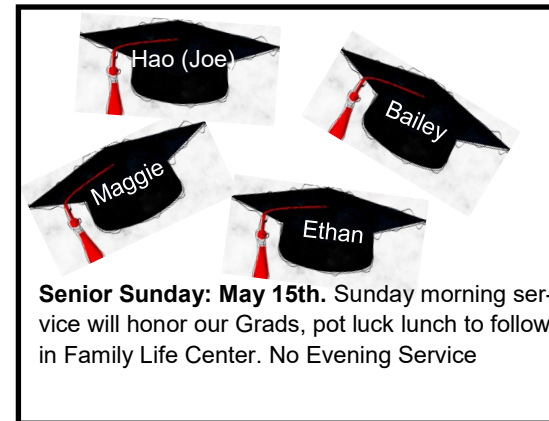 Hao (Joe)
Bailey
Maggie
Ethan
Senior Sunday: May 15th. Sunday morning ser-
vice will honor our Grads, pot luck lunch to follow
in Family Life Center. No Evening Service